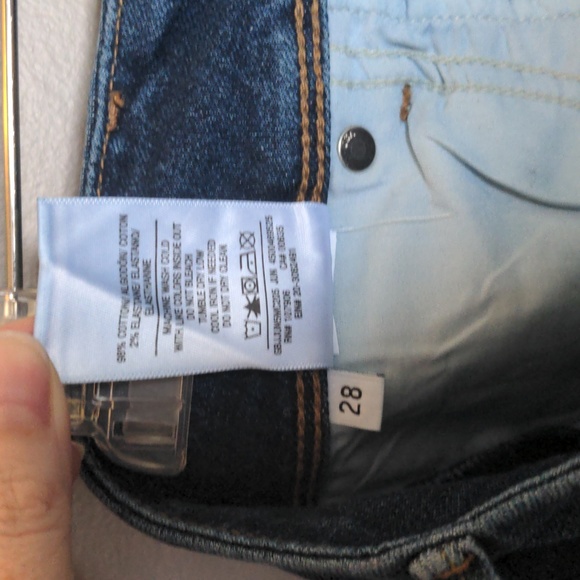 98% COTTON/ALGODÓN/ COTTON
2% ELASTANE/ELASTANO/
ELASTHANNE
MACHINE WASH COLD
WITH LIKE COLORS INSIDE OUT
DO NOT BLEACH
TUMBLE DRY LOW
COOL IRON IF NEEDED
DO NOT DRY CLEAN
28